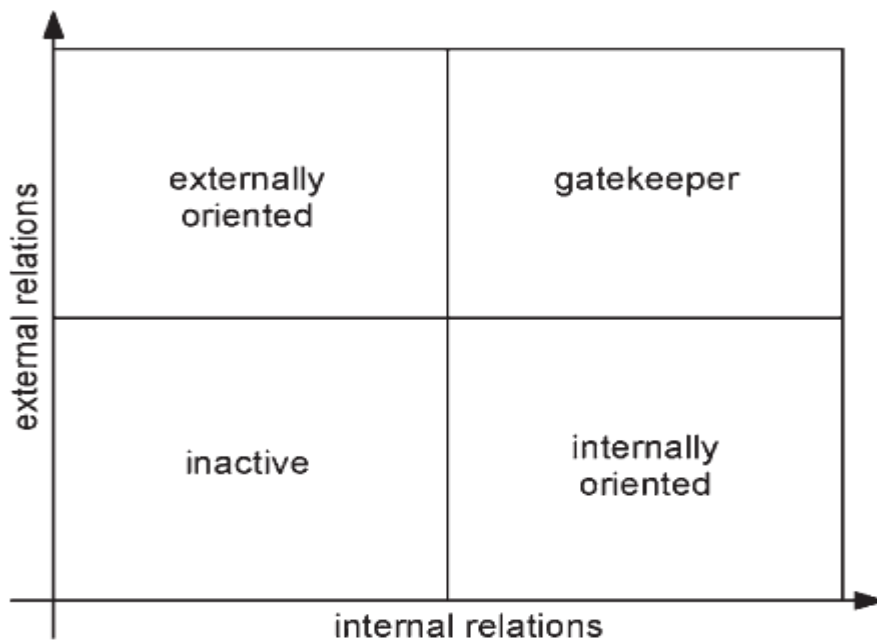 externally
oriented
gatekeeper
external relations
inactive
internally
oriented
internal relations